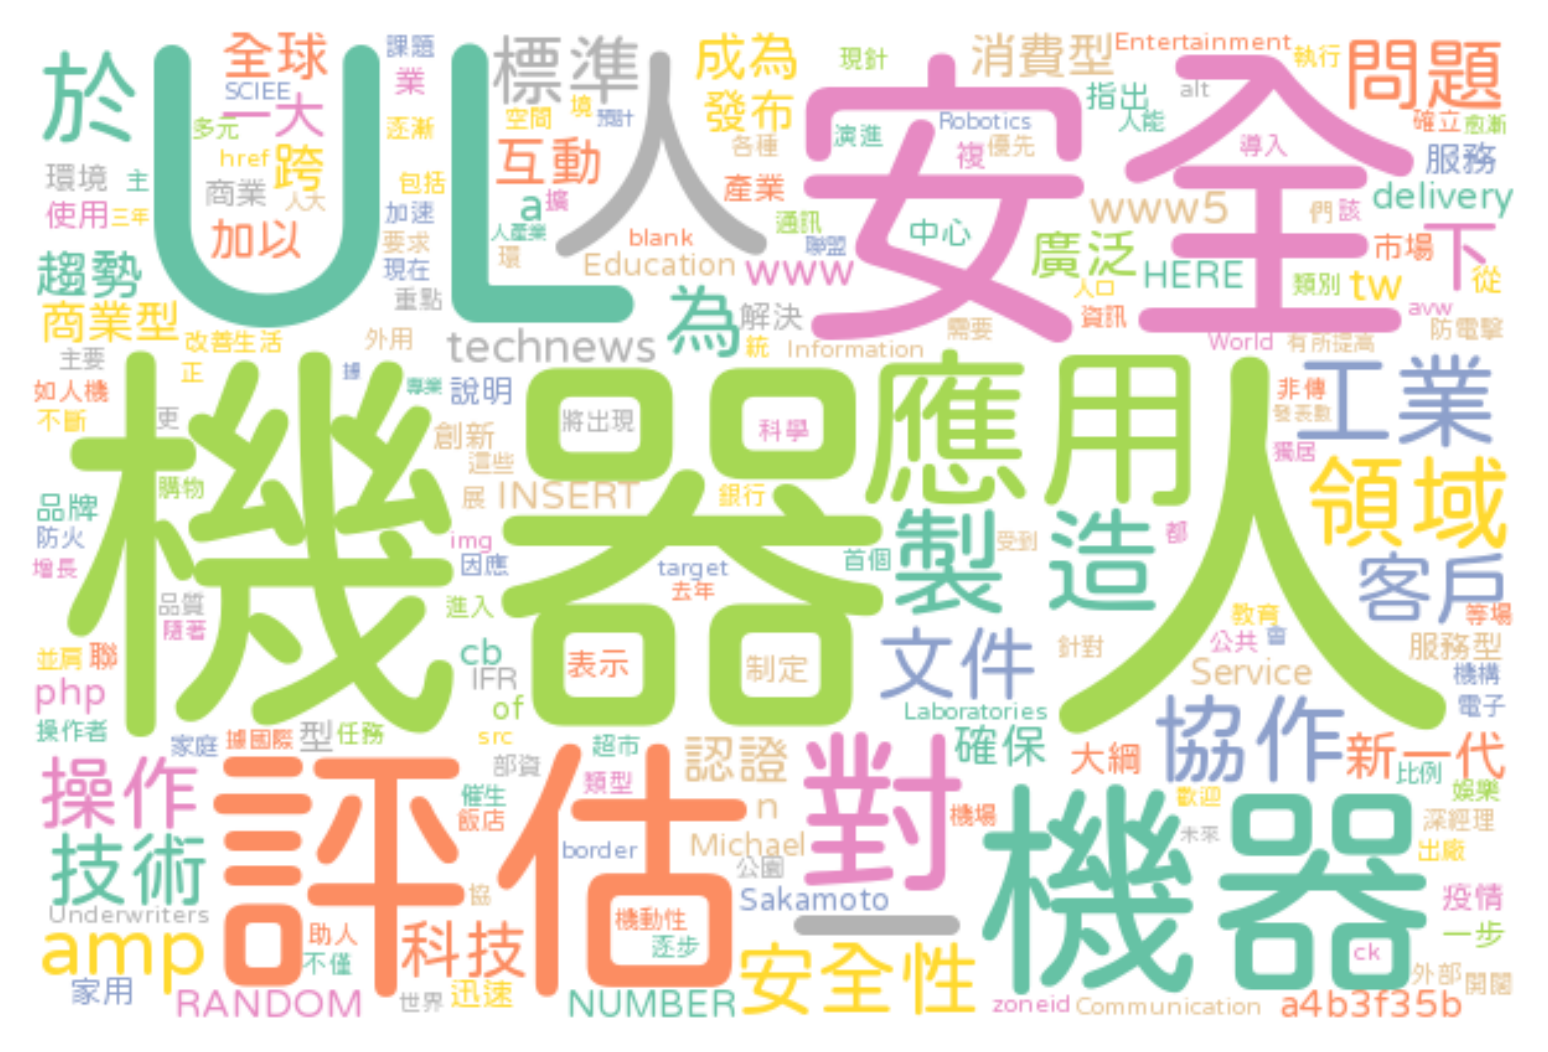 於
UL
人
安全
標準
全球
SCIEE
一大
多元
href
跨
商業
人大
加以
環境
主
使用
三年
趨勢
商業型
改善生活
主要
正
如人機
不斷
更
課題
業
逐漸
包括
加速
要求
現在
重點
外用
空間
境
預計
互動
a
擴
人產業
環
blank
Education
technews
成為
發布
各種
產業
通訊
聯盟
www
為
解決
統
Information
現針
演進
消費型
Entertainment
執行
問題
Robotics
複
優先
指出
人能
alt
導入
確立
愈漸
服務
delivery
www5
們
該
中心
廣泛
HERE
人口
資訊
類別
tw
市場
下
從
avw
防電擊
需要
World
有所提高
機器人
據
專業
說明
將出現
科學
創新
這些
展
INSERT
銀行
應用
非傳
發表數
工業
獨居
領域
品牌
購物
防火
增長
img
因應
target
去年
首個
製造
受到
都
客戶
品質
隨著
進入
並肩
聯
php
操作者
cb
IFR
表示
制定
of
文件
針對
教育
公共
會
等場
服務型
Service
機構
電子
Laboratories
家庭
據國際
型
任務
src
部資
超市
類型
認證
對
確保
大綱
協作
新一代
比例
娛樂
操作
評估
催生
飯店
n
機場
歡迎
未來
深經理
出廠
技術
border
Michael
公園
機器
Underwriters
協
Sakamoto
一
疫情
一步
amp
助人
不僅
科技
機動性
逐步
安全性
ck
外部
開闊
家用
RANDOM
世界
迅速
NUMBER
zoneid
Communication
a4b3f35b